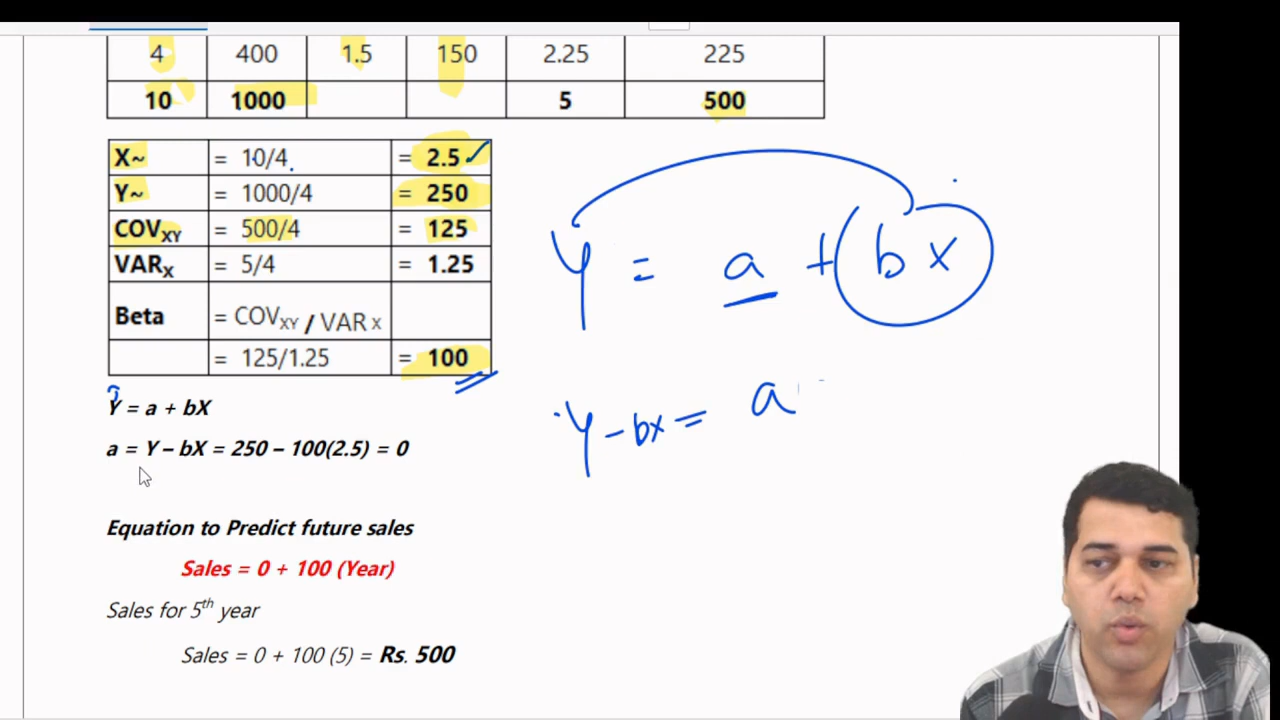 4 400 1.5 150 2.25 225
10 1000 5 500
X~ = 10/4 = 2.5
Y~ = 1000/4 = 250
COVXY = 500/4 = 125
VARX = 5/4 = 1.25
Beta = COVXY / VAR X
= 125/1.25 = 100
Y = a + bX
a = Y – bX = 250 – 100(2.5) = 0
Equation to Predict future sales
Sales = 0 + 100 (Year)
Sales for 5th year
Sales = 0 + 100 (5) = Rs. 500
Y = a + bx
Y - bx = a